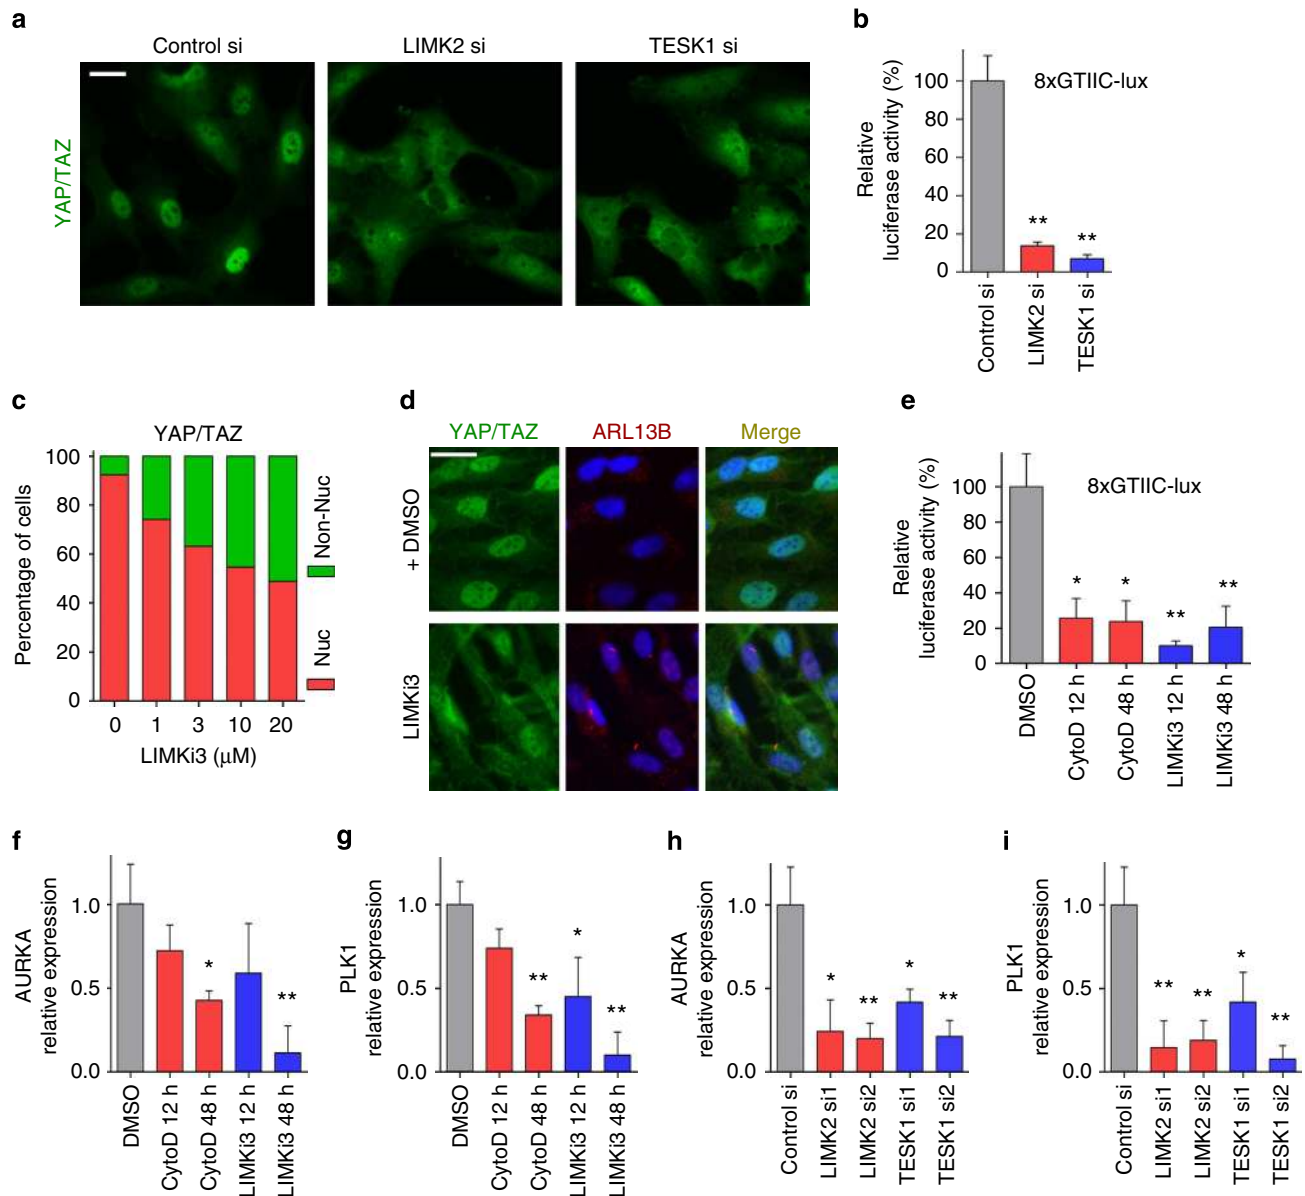 a
Control si
LIMK2 si
TESK1 si
YAP/TAZ
b
Relative
luciferase activity (%)
8xGTIIC-lux
100
80
60
40
20
0
**
**
Control si
LIMK2 si
TESK1 si
c
YAP/TAZ
Percentage of cells
100
80
60
40
20
0
Non-Nuc
Nuc
0 1 3 10 20
LIMKi3 (μM)
d
YAP/TAZ
ARL13B
Merge
+ DMSO
LIMKi3
e
Relative
luciferase activity (%)
8xGTIIC-lux
100
80
60
40
20
0
*
*
**
**
DMSO
CytoD 12 h
CytoD 48 h
LIMKi3 12 h
LIMKi3 48 h
f
AURKA
relative expression
1.0
0.5
0.0
*
**
DMSO
CytoD 12 h
CytoD 48 h
LIMKi3 12 h
LIMKi3 48 h
g
PLK1
relative expression
1.0
0.5
0.0
**
*
**
DMSO
CytoD 12 h
CytoD 48 h
LIMKi3 12 h
LIMKi3 48 h
h
AURKA
relative expression
1.0
0.5
0.0
*
**
*
**
Control si
LIMK2 si1
LIMK2 si2
TESK1 si1
TESK1 si2
i
PLK1
relative expression
1.0
0.5
0.0
**
**
*
**
Control si
LIMK2 si1
LIMK2 si2
TESK1 si1
TESK1 si2